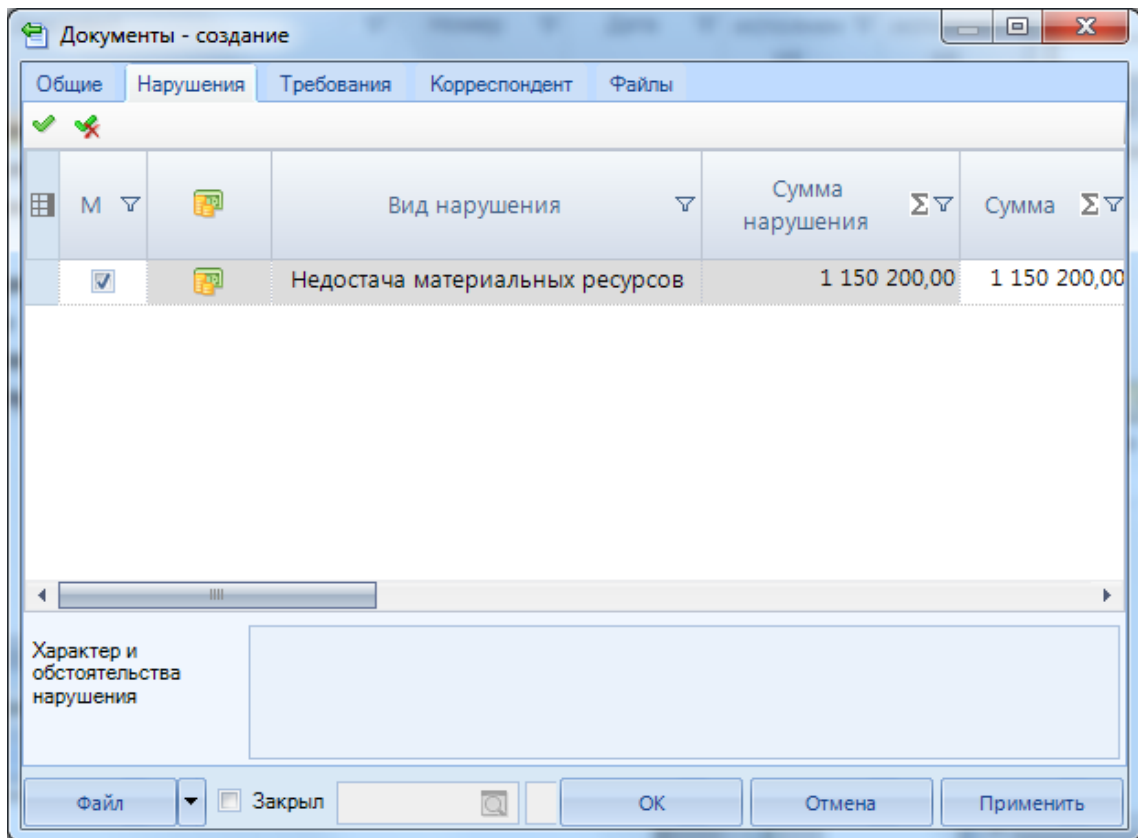 Документы - создание
Общие Нарушения Требования Корреспондент Файлы
М Вид нарушения Сумма нарушения Σ Сумма Σ
Недостача материальных ресурсов 1 150 200,00 1 150 200,00
Характер и
обстоятельства
нарушения
Файл Закрыл ОК Отмена Применить